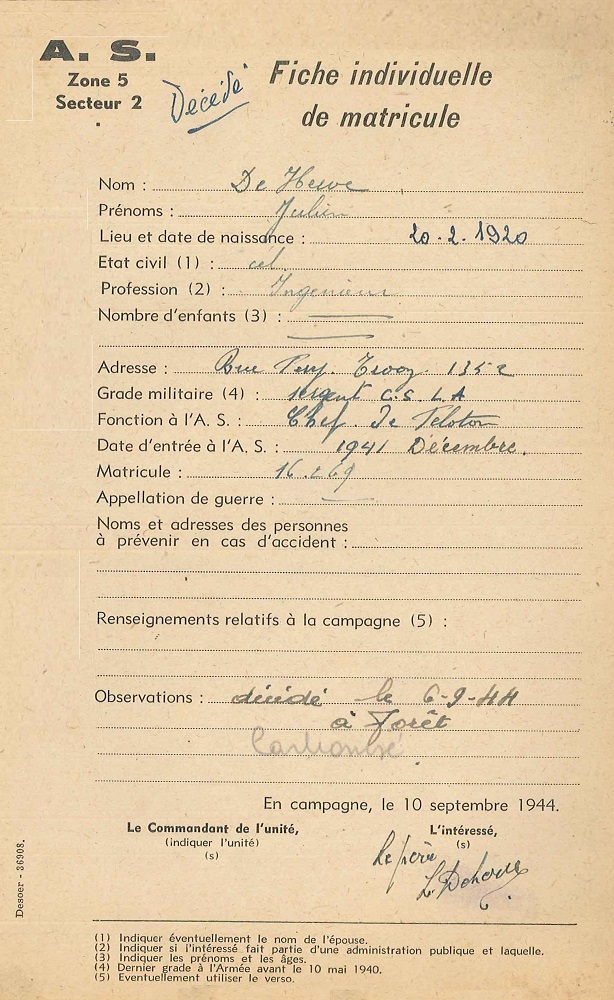 A. S.
Zone 5
Secteur 2
Décédé
Fiche individuelle
de matricule
Nom : De Herve
Prénoms : Julien
Lieu et date de naissance : 20.2.1920
Etat civil (1) : cel
Profession (2) : Ingenieur
Nombre d'enfants (3) :
Adresse : Rue Trooz 1352
Grade militaire (4) : sergent C.S.L.A
Fonction à l'A. S. : Chef de Peloton
Date d'entrée à l'A. S. : 1941 Décembre.
Matricule : 16.
Appellation de guerre :
Noms et adresses des personnes
à prévenir en cas d'accident :
Renseignements relatifs à la campagne (5) :
Observations : décédé le 6-9-44
à Forêt
En campagne, le 10 septembre 1944.
Le Commandant de l'unité,
(indiquer l'unité)
(s)
L'intéressé,
(s)
Le père
Desoer - 36908.
(1) Indiquer éventuellement le nom de l'épouse.
(2) Indiquer si l'intéressé fait partie d'une administration publique et laquelle.
(3) Indiquer les prénoms et les âges.
(4) Dernier grade à l'Armée avant le 10 mai 1940.
(5) Eventuellement utiliser le verso.